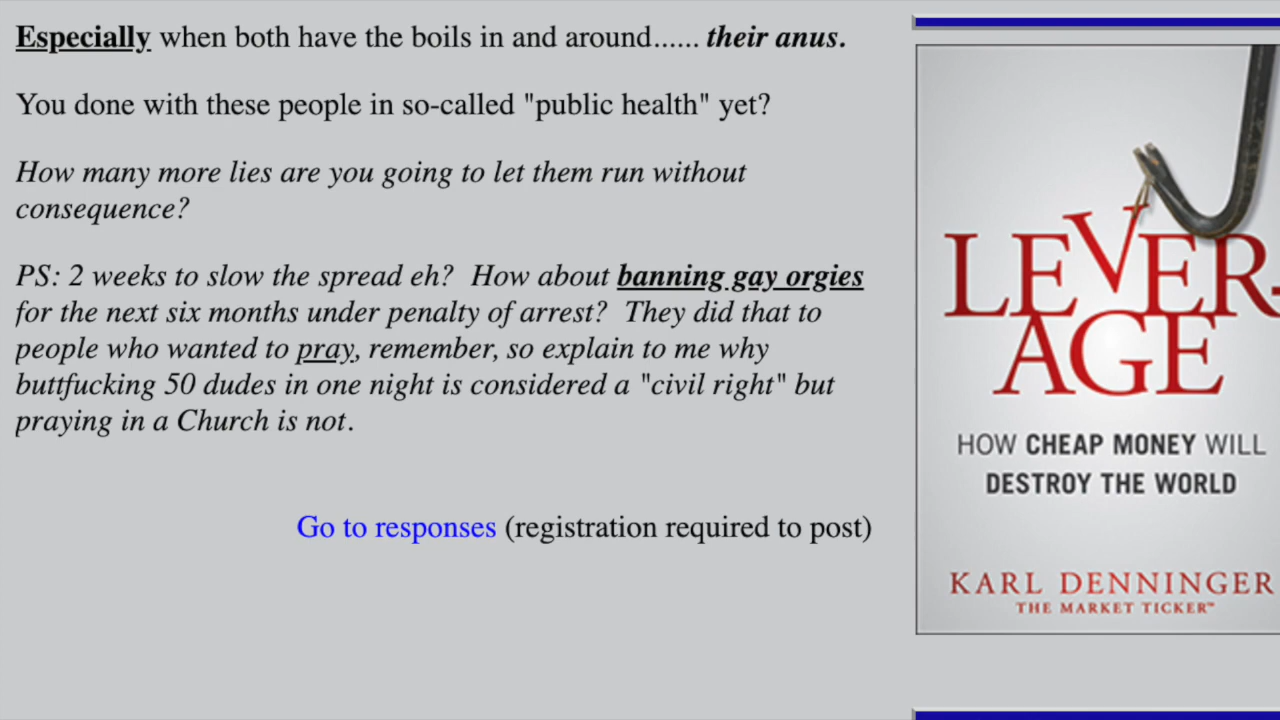 Especially when both have the boils in and around...... their anus.
You done with these people in so-called "public health" yet?
How many more lies are you going to let them run without
consequence?
PS: 2 weeks to slow the spread eh?  How about banning gay orgies
for the next six months under penalty of arrest?  They did that to
people who wanted to pray, remember, so explain to me why
buttfucking 50 dudes in one night is considered a "civil right" but
praying in a Church is not.
Go to responses (registration required to post)
LEVER-
AGE
HOW CHEAP MONEY WILL
DESTROY THE WORLD
KARL DENNINGER
THE MARKET TICKER™